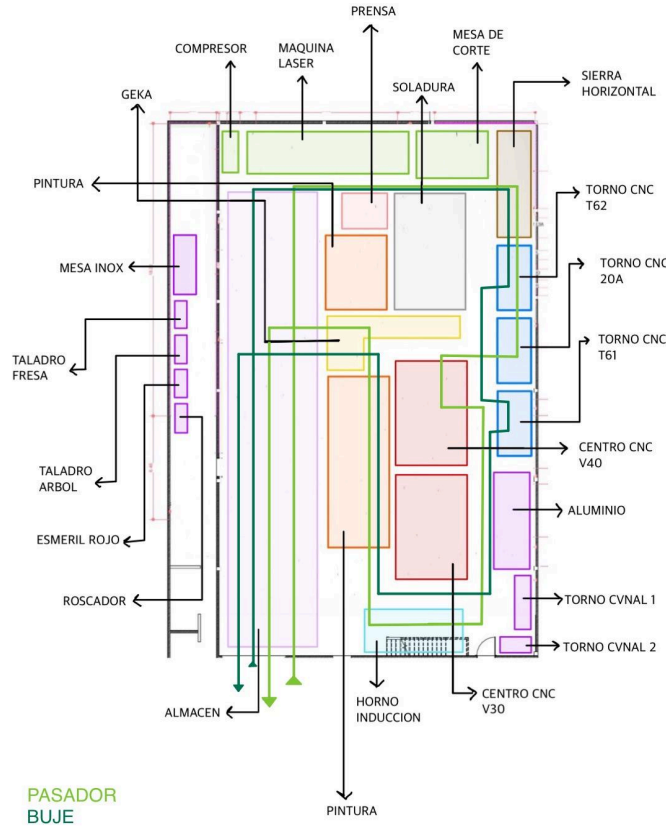 PRENSA
COMPRESOR
MAQUINA
LASER
MESA DE
CORTE
GEKA
SOLADURA
SIERRA
HORIZONTAL
PINTURA
TORNO CNC
T62
MESA INOX
TORNO CNC
20A
TALADRO
FRESA
TORNO CNC
T61
TALADRO
ARBOL
CENTRO CNC
V40
ESMERIL ROJO
ALUMINIO
ROSCADOR
TORNO CVNAL 1
TORNO CVNAL 2
ALMACEN
HORNO
INDUCCION
CENTRO CNC
V30
PINTURA
PASADOR
BUJE